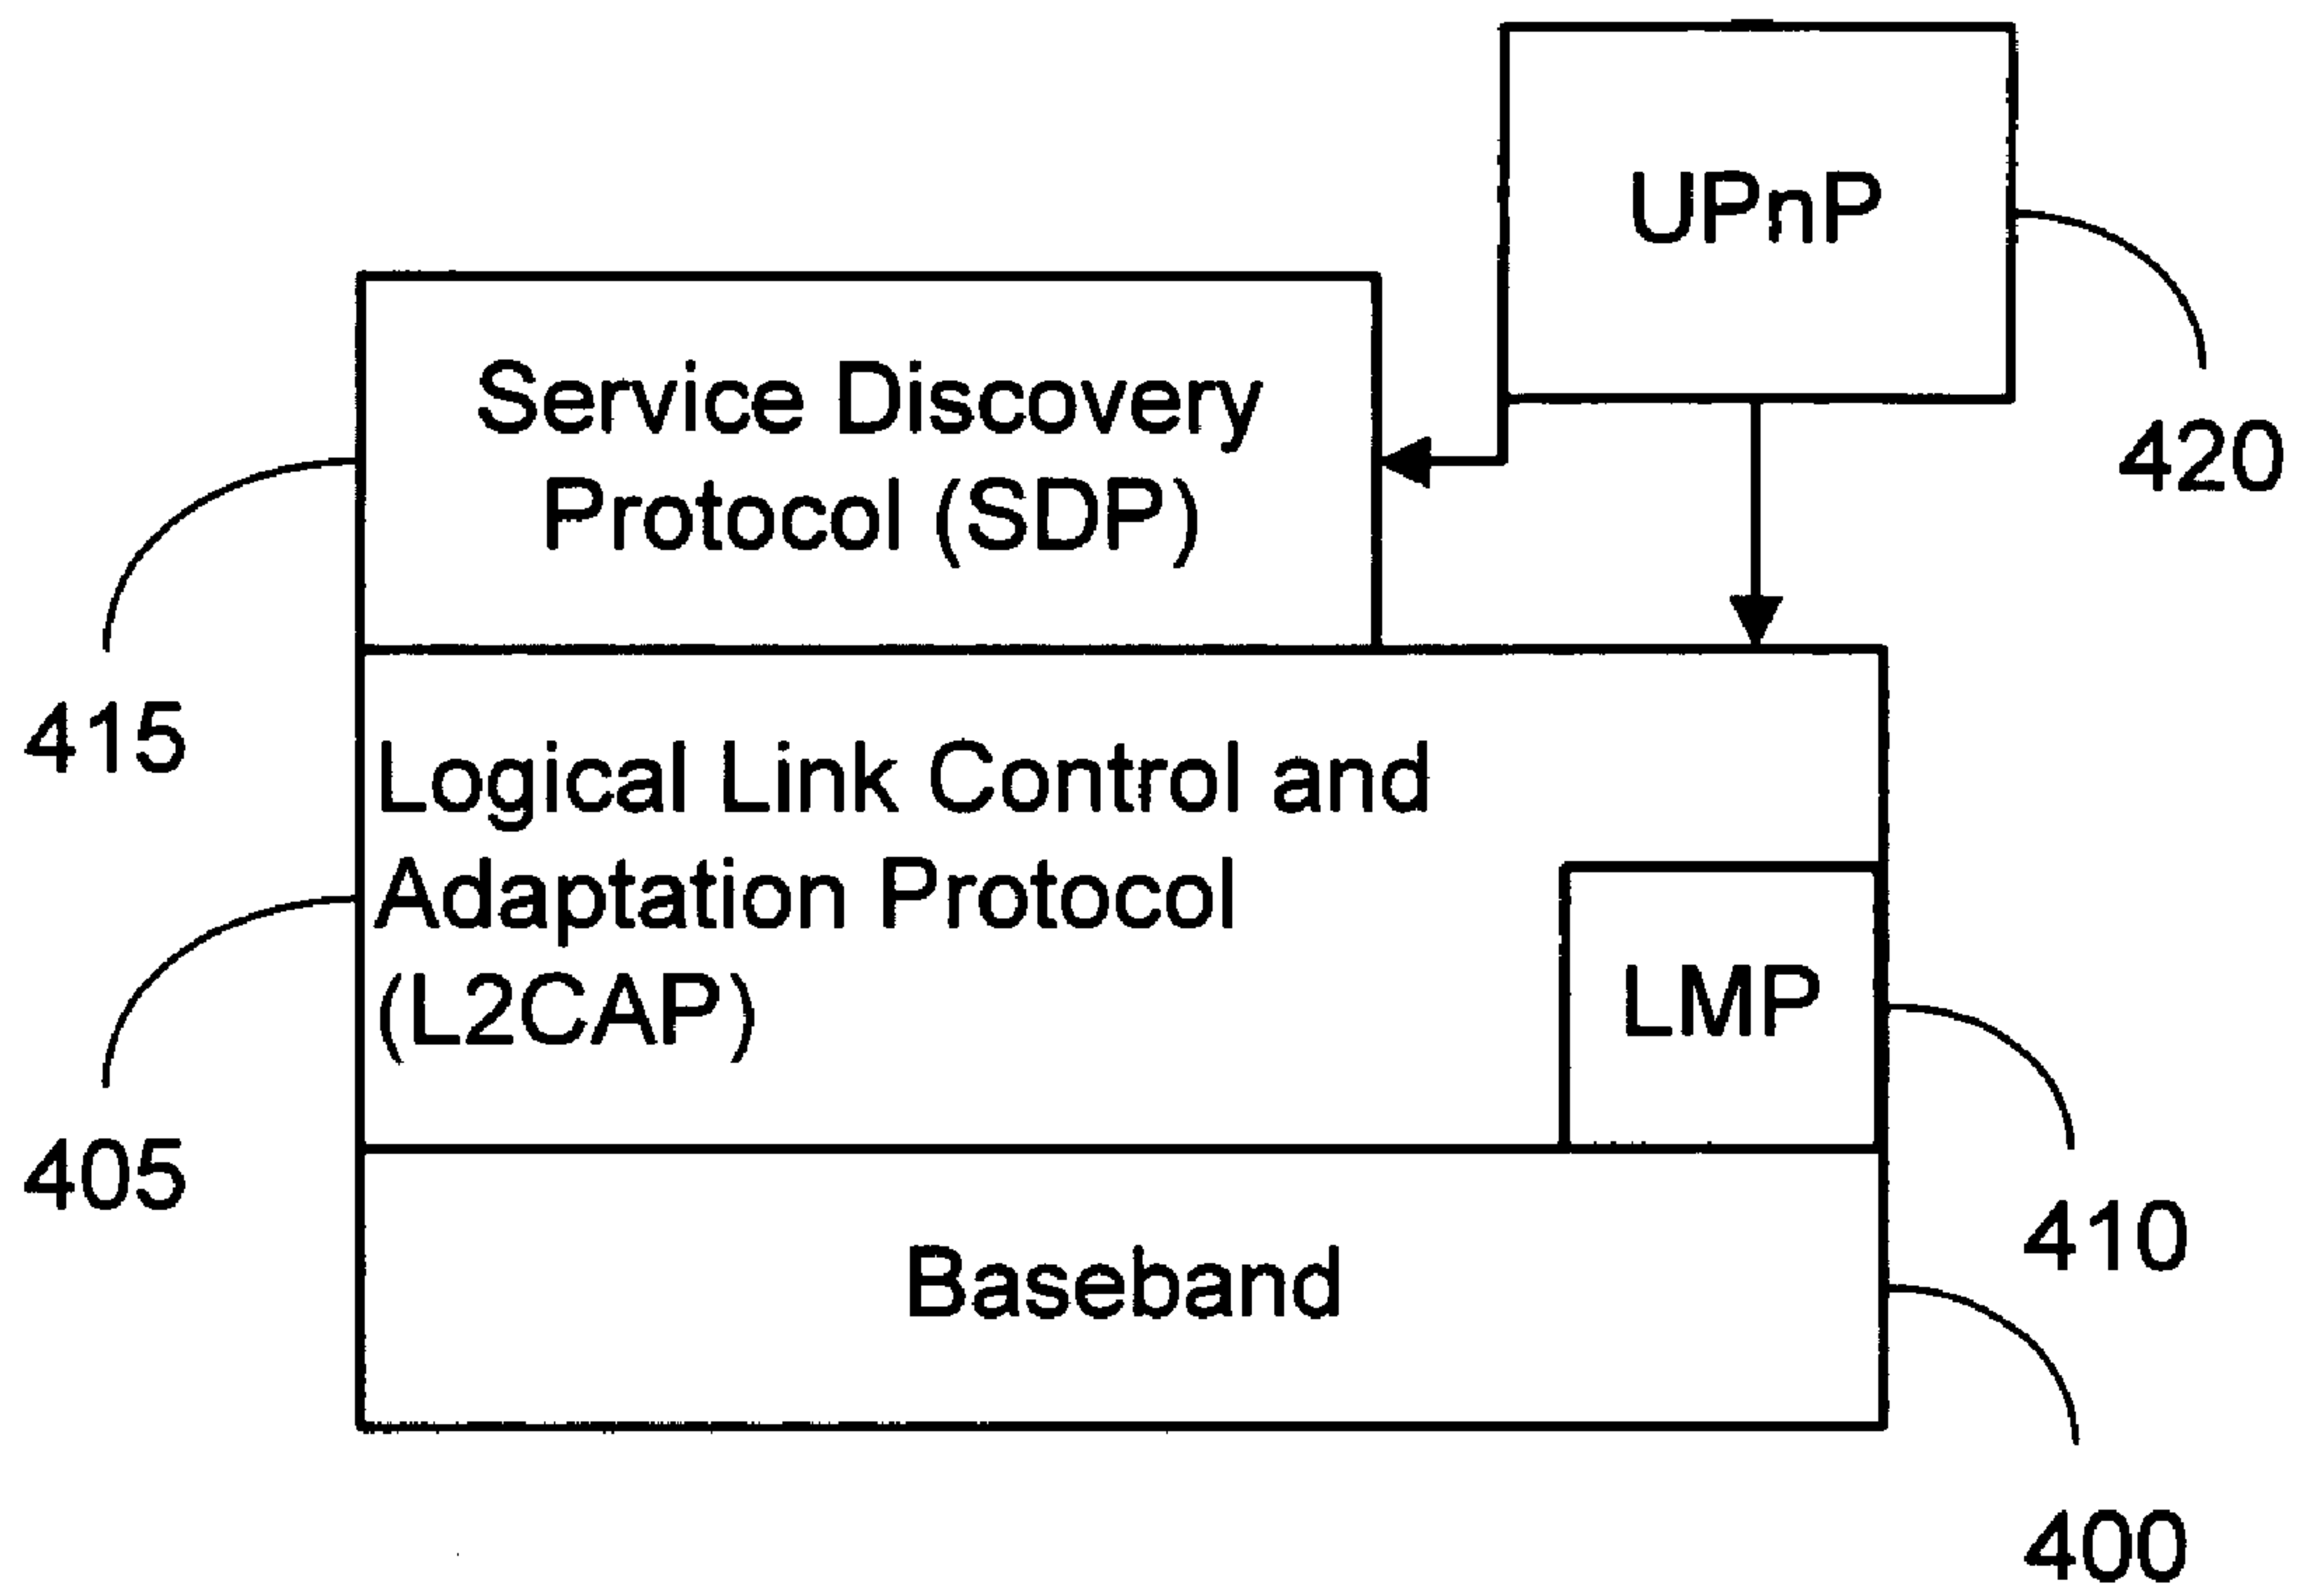 UPnP
420
Service Discovery
Protocol (SDP)
415
Logical Link Control and
Adaptation Protocol
(L2CAP)
405
LMP
410
Baseband
400